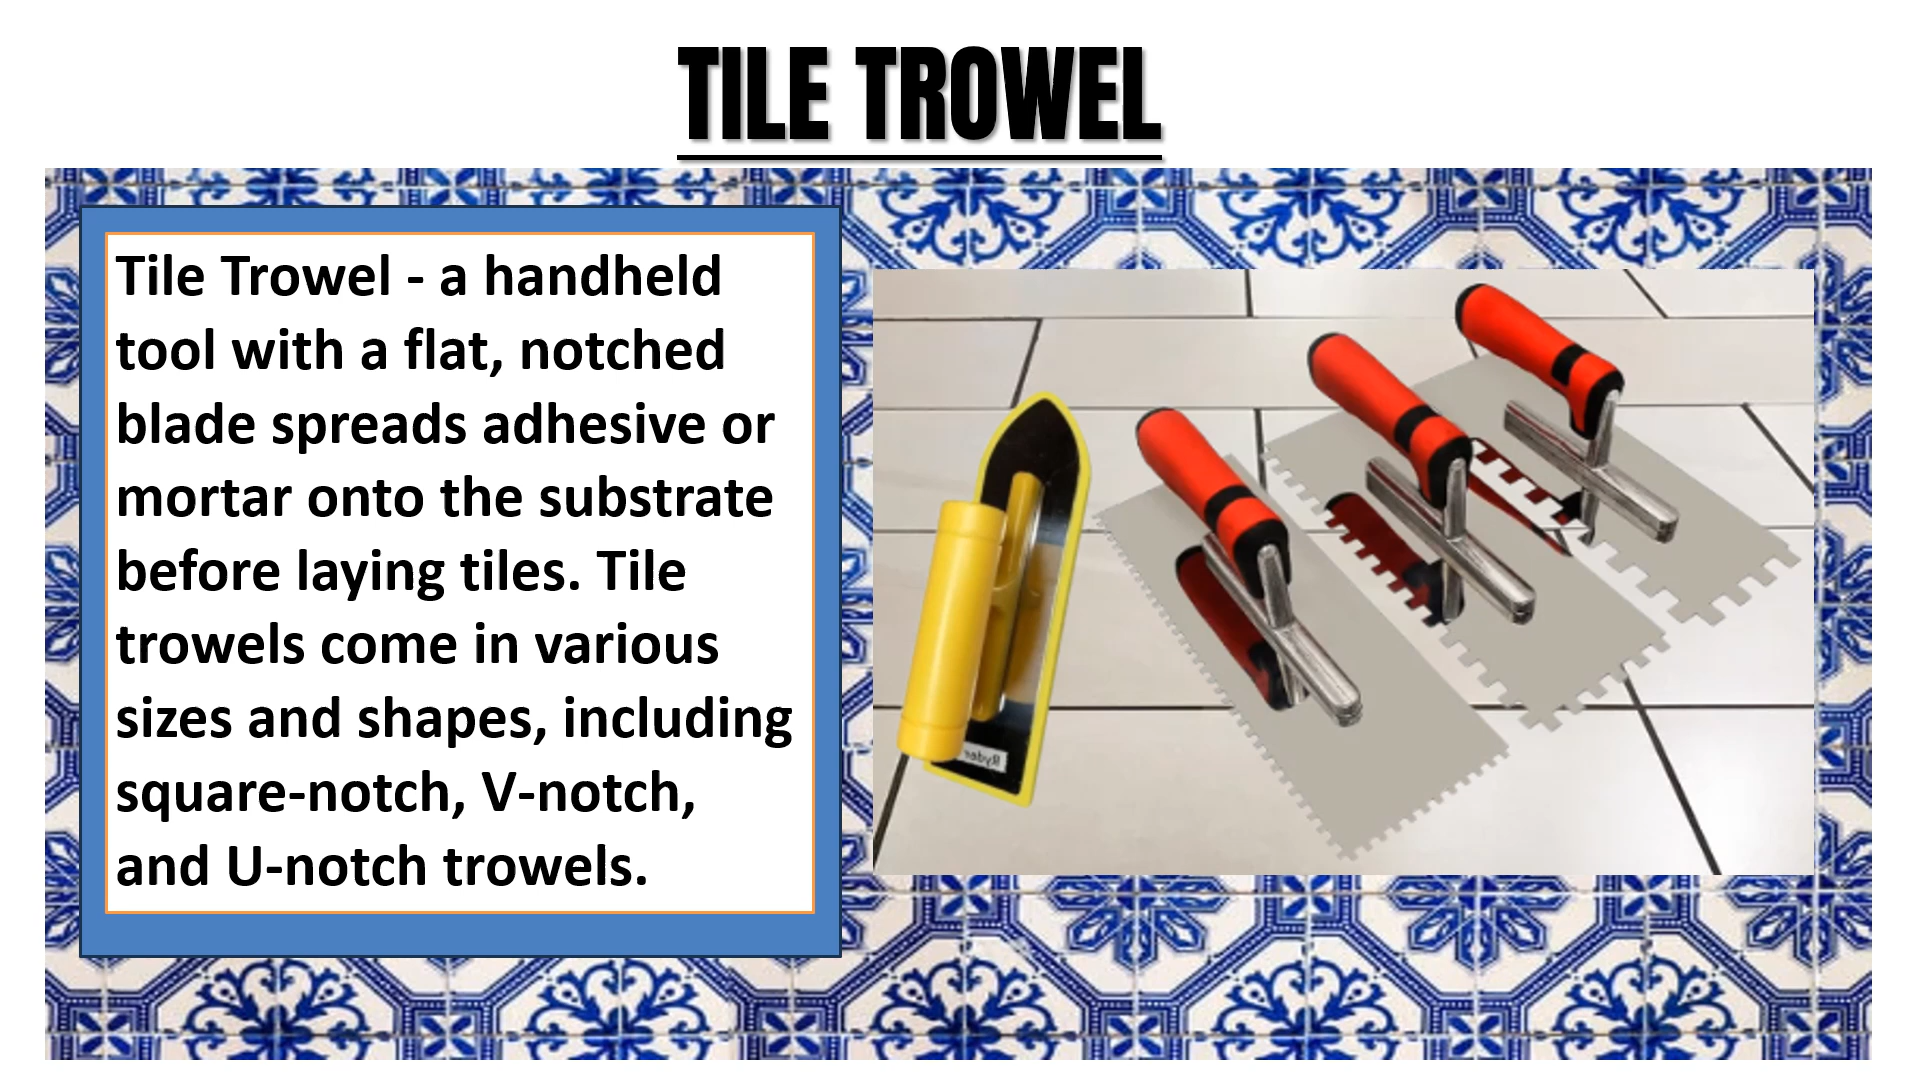 TILE TROWEL
Tile Trowel - a handheld
tool with a flat, notched
blade spreads adhesive or
mortar onto the substrate
before laying tiles. Tile
trowels come in various
sizes and shapes, including
square-notch, V-notch,
and U-notch trowels.
Ryder